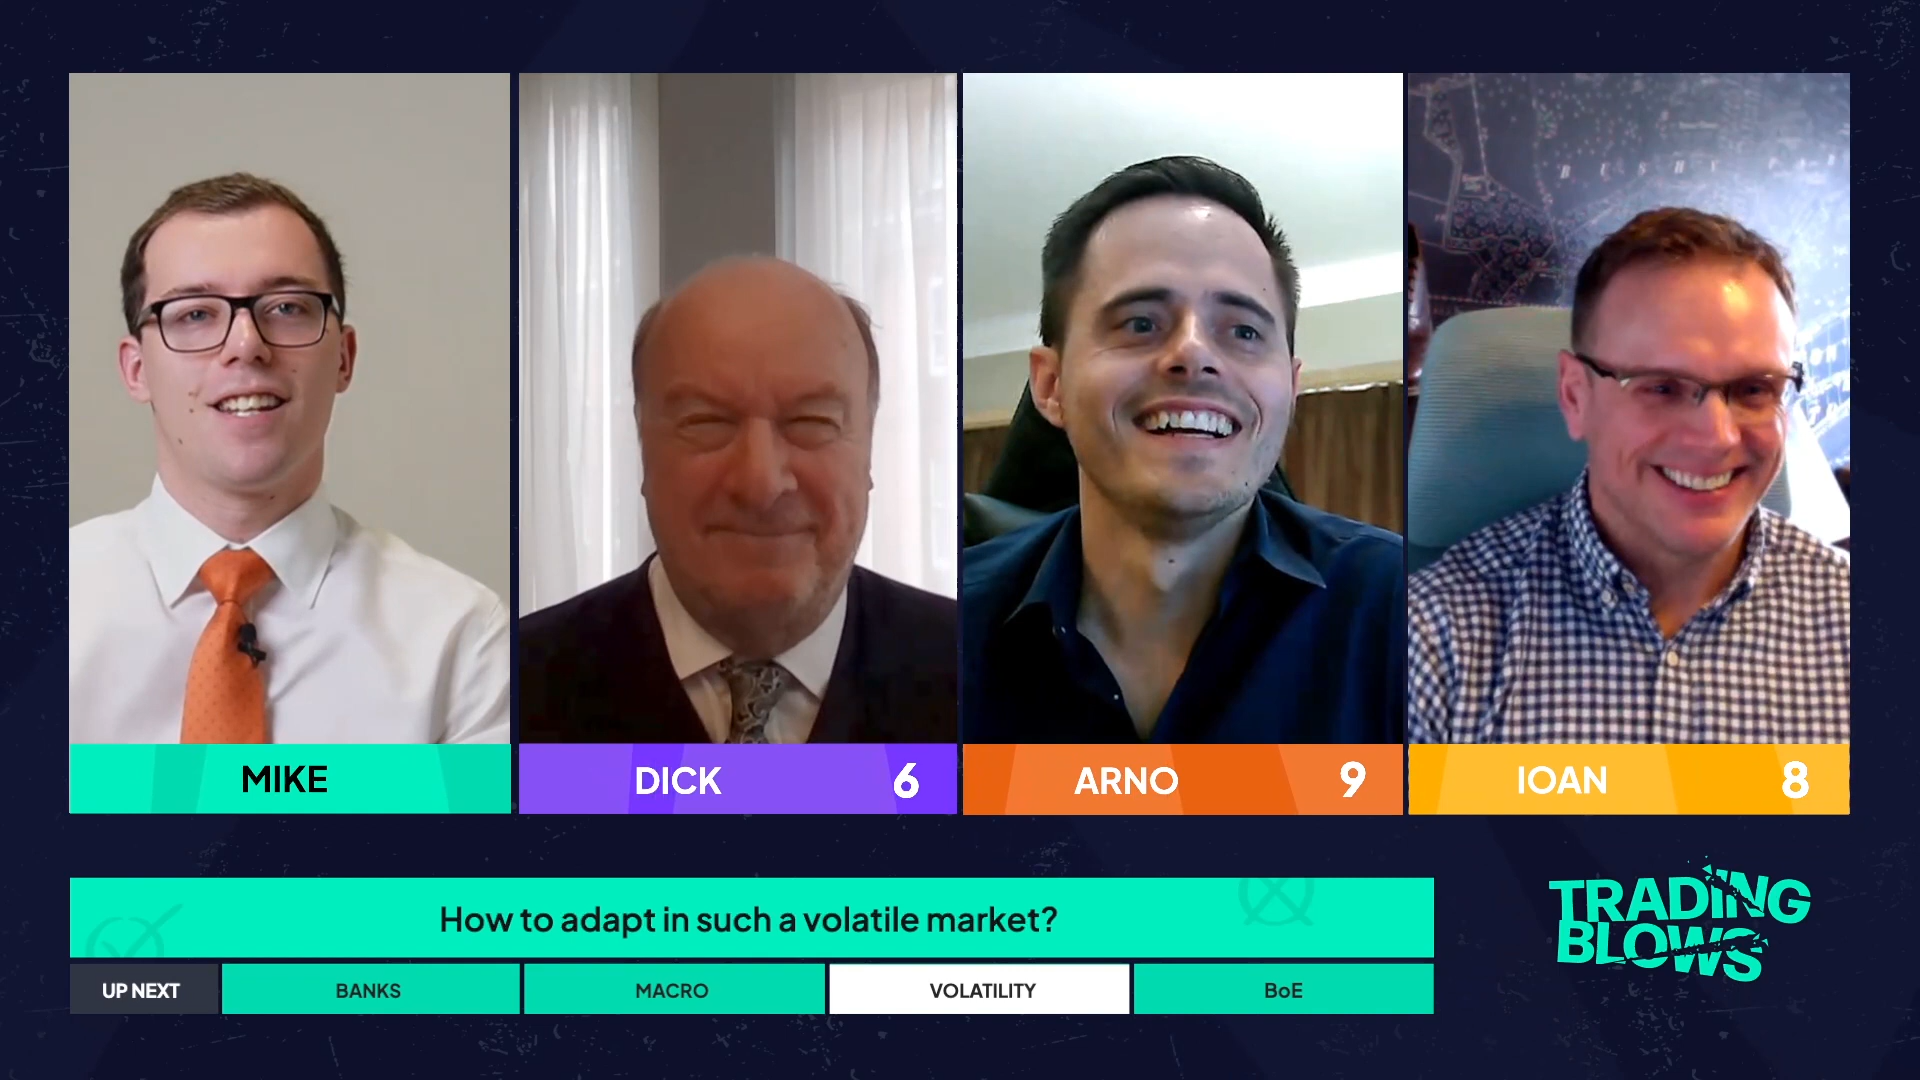 MIKE
DICK 6
ARNO 9
IOAN 8
How to adapt in such a volatile market?
TRADING
BLOWS
UP NEXT
BANKS
MACRO
VOLATILITY
BoE